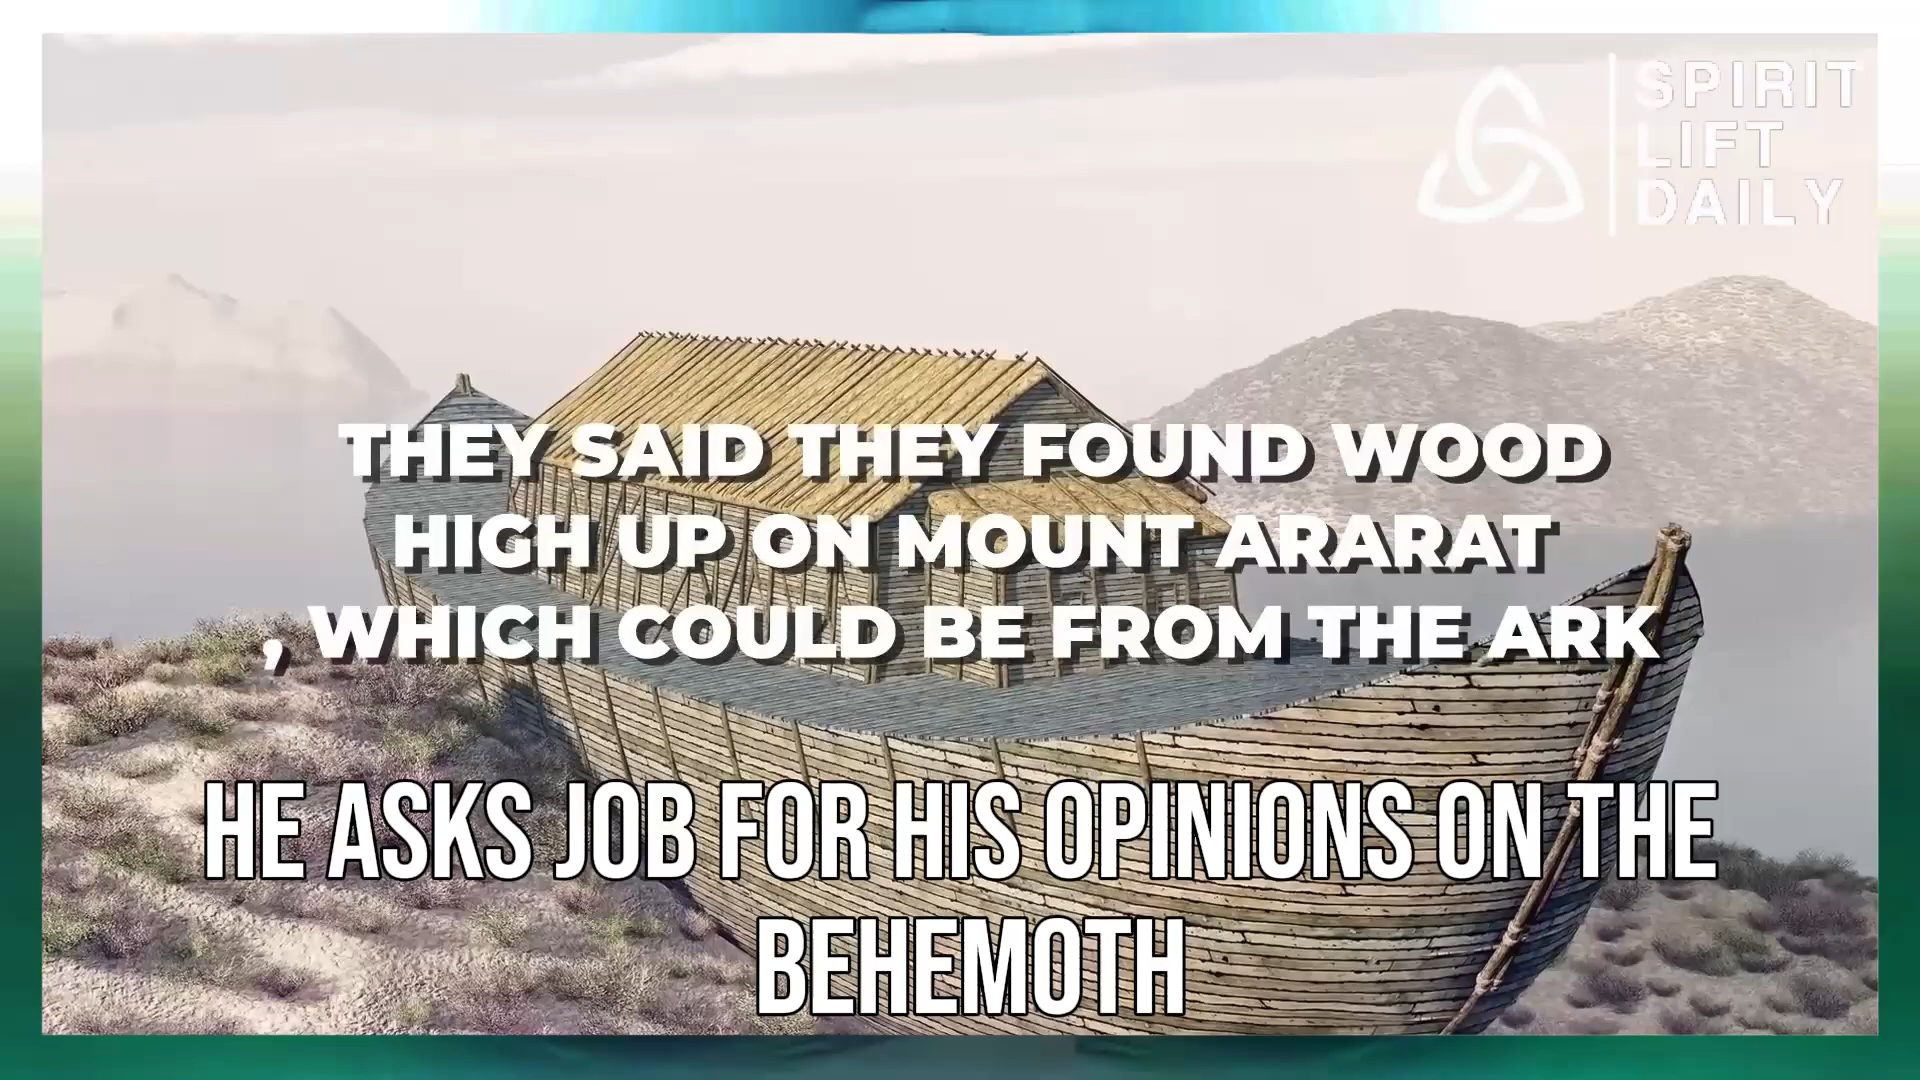 SPIRIT
LIFT
DAILY
THEY SAID THEY FOUND WOOD
HIGH UP ON MOUNT ARARAT
, WHICH COULD BE FROM THE ARK
HE ASKS JOB FOR HIS OPINIONS ON THE
BEHEMOTH